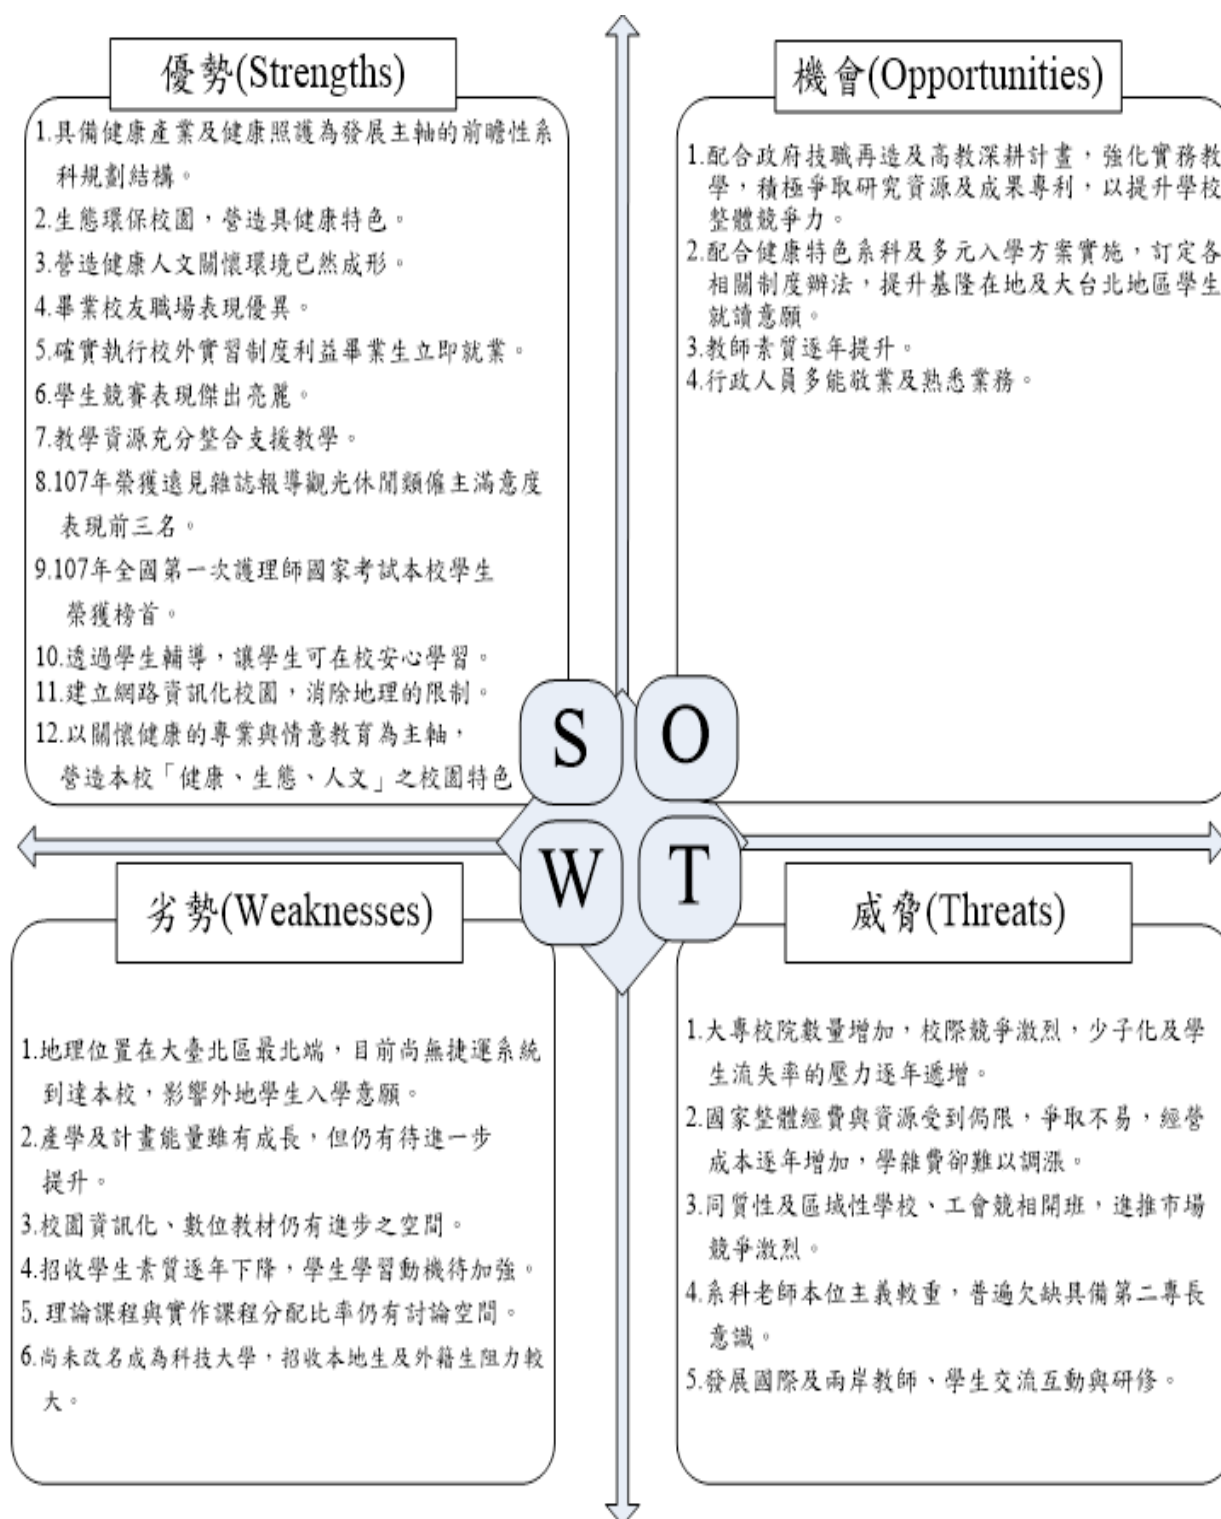 優勢(Strengths)
1.具備健康產業及健康照護為發展主軸的前瞻性系
科規劃結構。
2.生態環保校園，營造具健康特色。
3.營造健康人文關懷環境已然成形。
4.畢業校友職場表現優異。
5.確實執行校外實習制度利益畢業生立即就業。
6.學生競賽表現傑出亮麗。
7.教學資源充分整合支援教學。
8.107年榮獲遠見雜誌報導觀光休閒類僱主滿意度
表現前三名。
9.107年全國第一次護理師國家考試本校學生
榮獲榜首。
10.透過學生輔導，讓學生可在校安心學習。
11.建立網路資訊化校園，消除地理的限制。
12.以關懷健康的專業與情意教育為主軸，
營造本校「健康、生態、人文」之校園特色
機會(Opportunities)
1.配合政府技職再造及高教深耕計畫，強化實務教
學，積極爭取研究資源及成果專利，以提升學校
整體競爭力。
2.配合健康特色系科及多元入學方案實施，訂定各
相關制度辦法，提升基隆在地及大台北地區學生
就讀意願。
3.教師素質逐年提升。
4.行政人員多能敬業及熟悉業務。
S
O
W
T
劣勢(Weaknesses)
1.地理位置在大臺北區最北端，目前尚無捷運系統
到達本校，影響外地學生入學意願。
2.產學及計畫能量雖有成長，但仍有待進一步
提升。
3.校園資訊化、數位教材仍有進步之空間。
4.招收學生素質逐年下降，學生學習動機待加強。
5.理論課程與實作課程分配比率仍有討論空間。
6.尚未改名成為科技大學，招收本地生及外籍生阻力較
大。
威脅(Threats)
1.大專校院數量增加，校際競爭激烈，少子化及學
生流失率的壓力逐年遞增。
2.國家整體經費與資源受到侷限，爭取不易，經營
成本逐年增加，學雜費卻難以調漲。
3.同質性及區域性學校、工會競相開班，進推市場
競爭激烈。
4.系科老師本位主義較重，普遍欠缺具備第二專長
意識。
5.發展國際及兩岸教師、學生交流互動與研修。